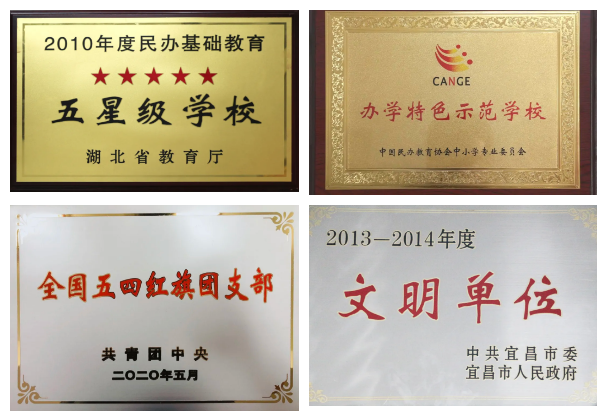 2010年度民办基础教育
五星级学校
湖北省教育厅
CANGE
办学特色示范学校
中国民办教育协会中小学专业委员会
全国五四红旗团支部
共青团中央
二〇二〇年五月
2013—2014年度
文明单位
中共宜昌市委
宜昌市人民政府